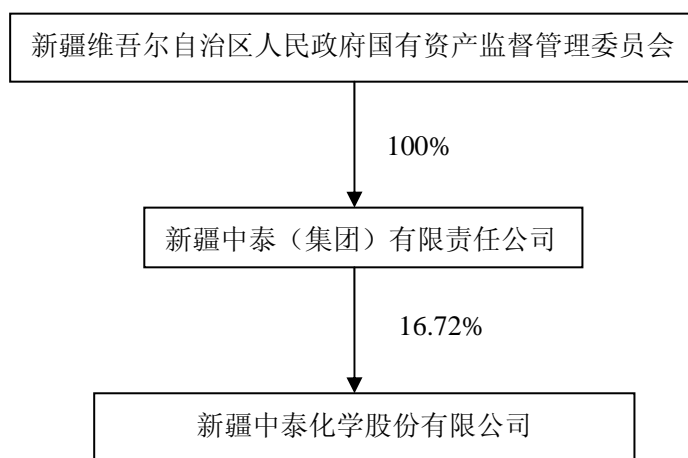 新疆维吾尔自治区人民政府国有资产监督管理委员会
100%
新疆中泰（集团）有限责任公司
16.72%
新疆中泰化学股份有限公司